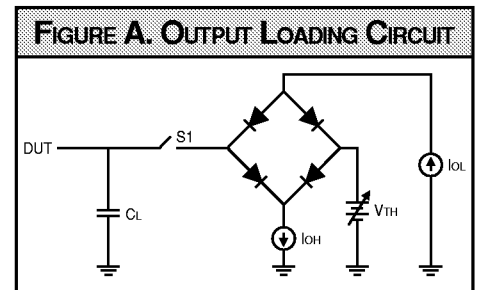 FIGURE A. OUTPUT LOADING CIRCUIT
S1
DUT
IOL
CL
VTH
IOH